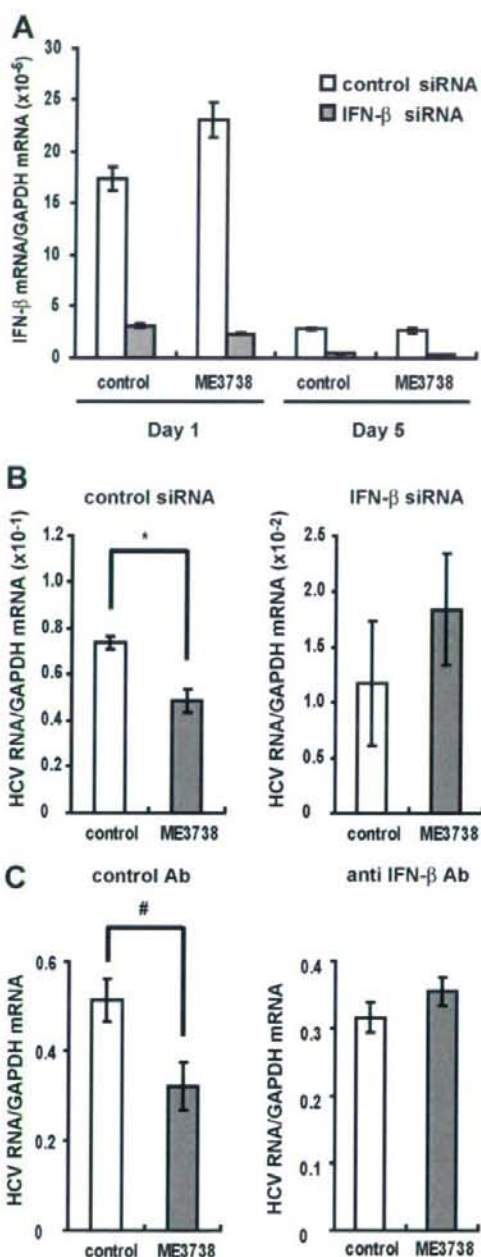 A
IFN-β mRNA/GAPDH mRNA (x10⁻⁶)
30
25
20
15
10
5
0
control siRNA
IFN-β siRNA
control ME3738 control ME3738
Day 1 Day 5
B
control siRNA
HCV RNA/GAPDH mRNA (x10⁻¹)
1.2
1.0
0.8
0.6
0.4
0.2
0
*
control ME3738
IFN-β siRNA
HCV RNA/GAPDH mRNA (x10⁻²)
2.5
2.0
1.5
1.0
0.5
0
control ME3738
C
control Ab
HCV RNA/GAPDH mRNA
0.6
0.4
0.2
0
#
control ME3738
anti IFN-β Ab
HCV RNA/GAPDH mRNA
0.4
0.3
0.2
0.1
0
control ME3738